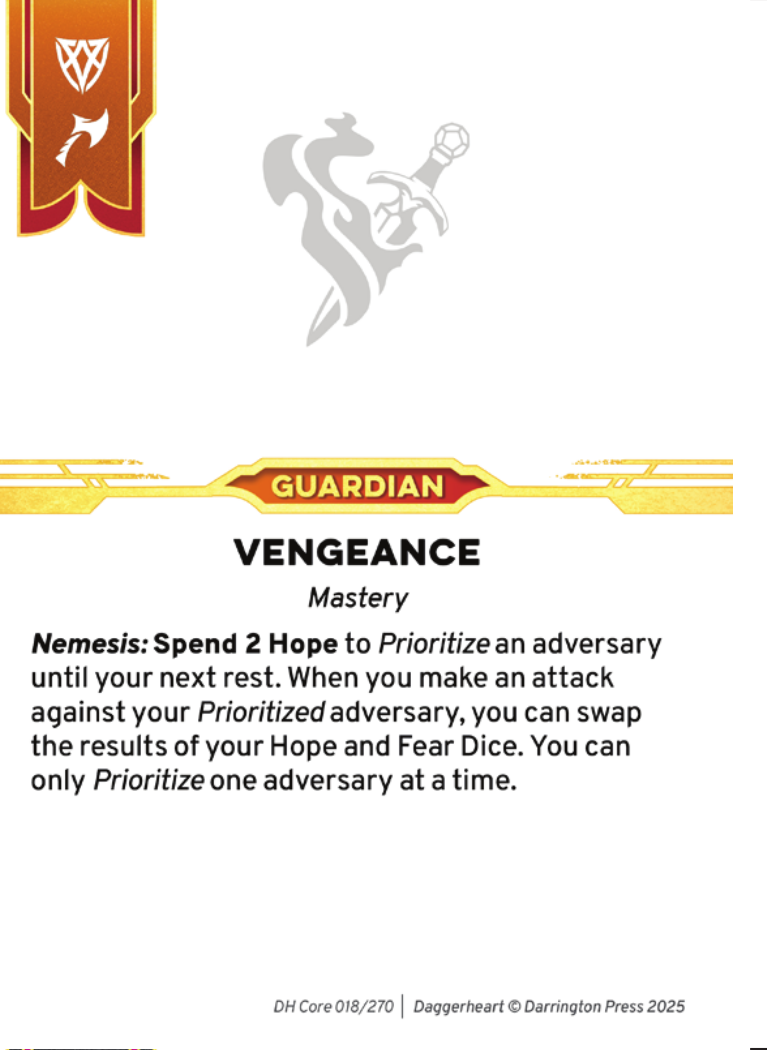 GUARDIAN
VENGEANCE
Mastery
Nemesis: Spend 2 Hope to Prioritize an adversary
until your next rest. When you make an attack
against your Prioritized adversary, you can swap
the results of your Hope and Fear Dice. You can
only Prioritize one adversary at a time.
DH Core 018/270 | Daggerheart © Darrington Press 2025